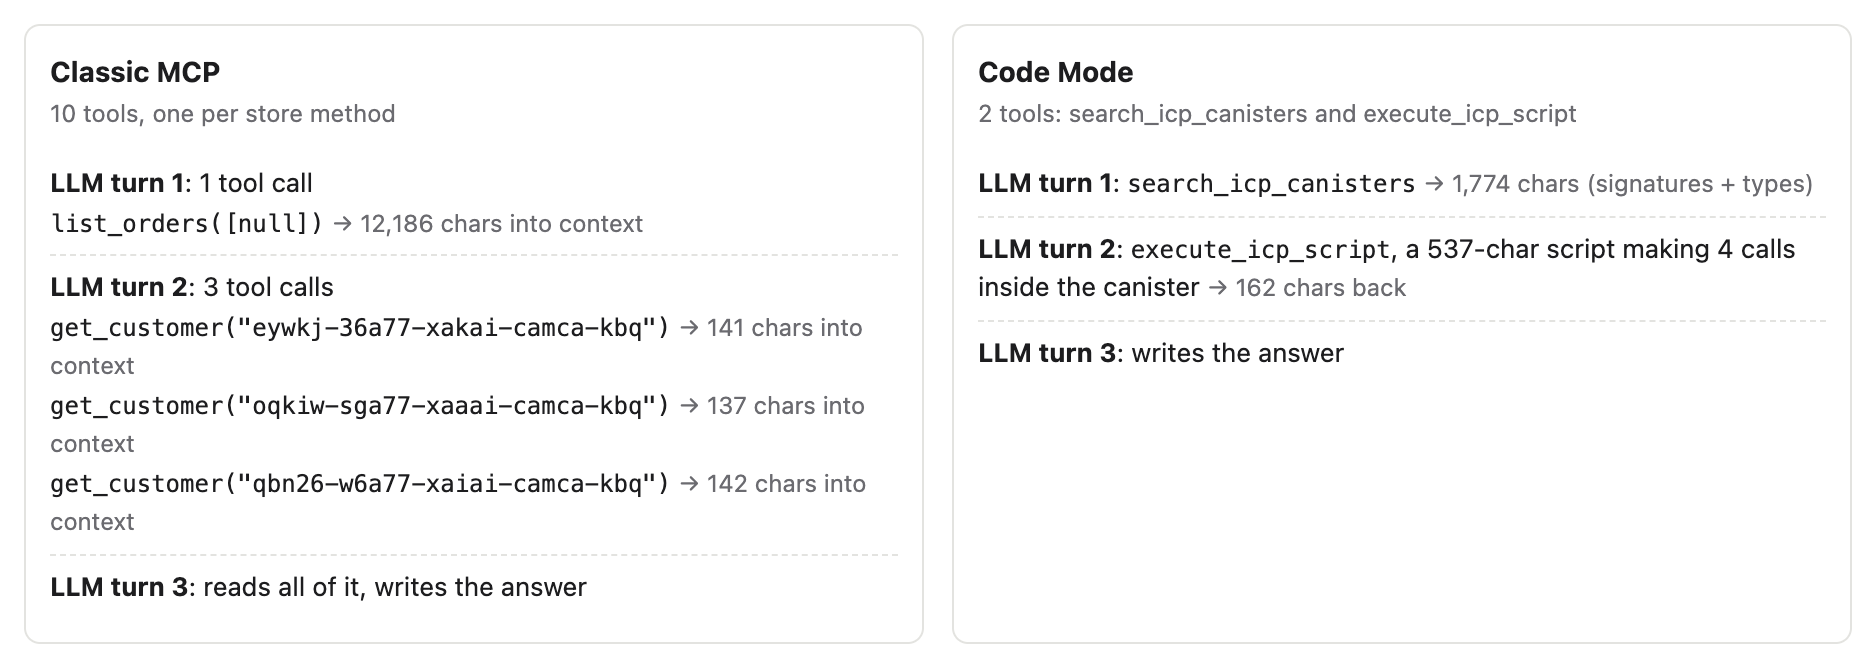 Classic MCP
10 tools, one per store method
LLM turn 1: 1 tool call
list_orders([null]) → 12,186 chars into context
LLM turn 2: 3 tool calls
get_customer("eywkj-36a77-xakai-camca-kbq") → 141 chars into
context
get_customer("oqkiw-sga77-xaaai-camca-kbq") → 137 chars into
context
get_customer("qbn26-w6a77-xaiai-camca-kbq") → 142 chars into
context
LLM turn 3: reads all of it, writes the answer
Code Mode
2 tools: search_icp_canisters and execute_icp_script
LLM turn 1: search_icp_canisters → 1,774 chars (signatures + types)
LLM turn 2: execute_icp_script, a 537-char script making 4 calls
inside the canister → 162 chars back
LLM turn 3: writes the answer